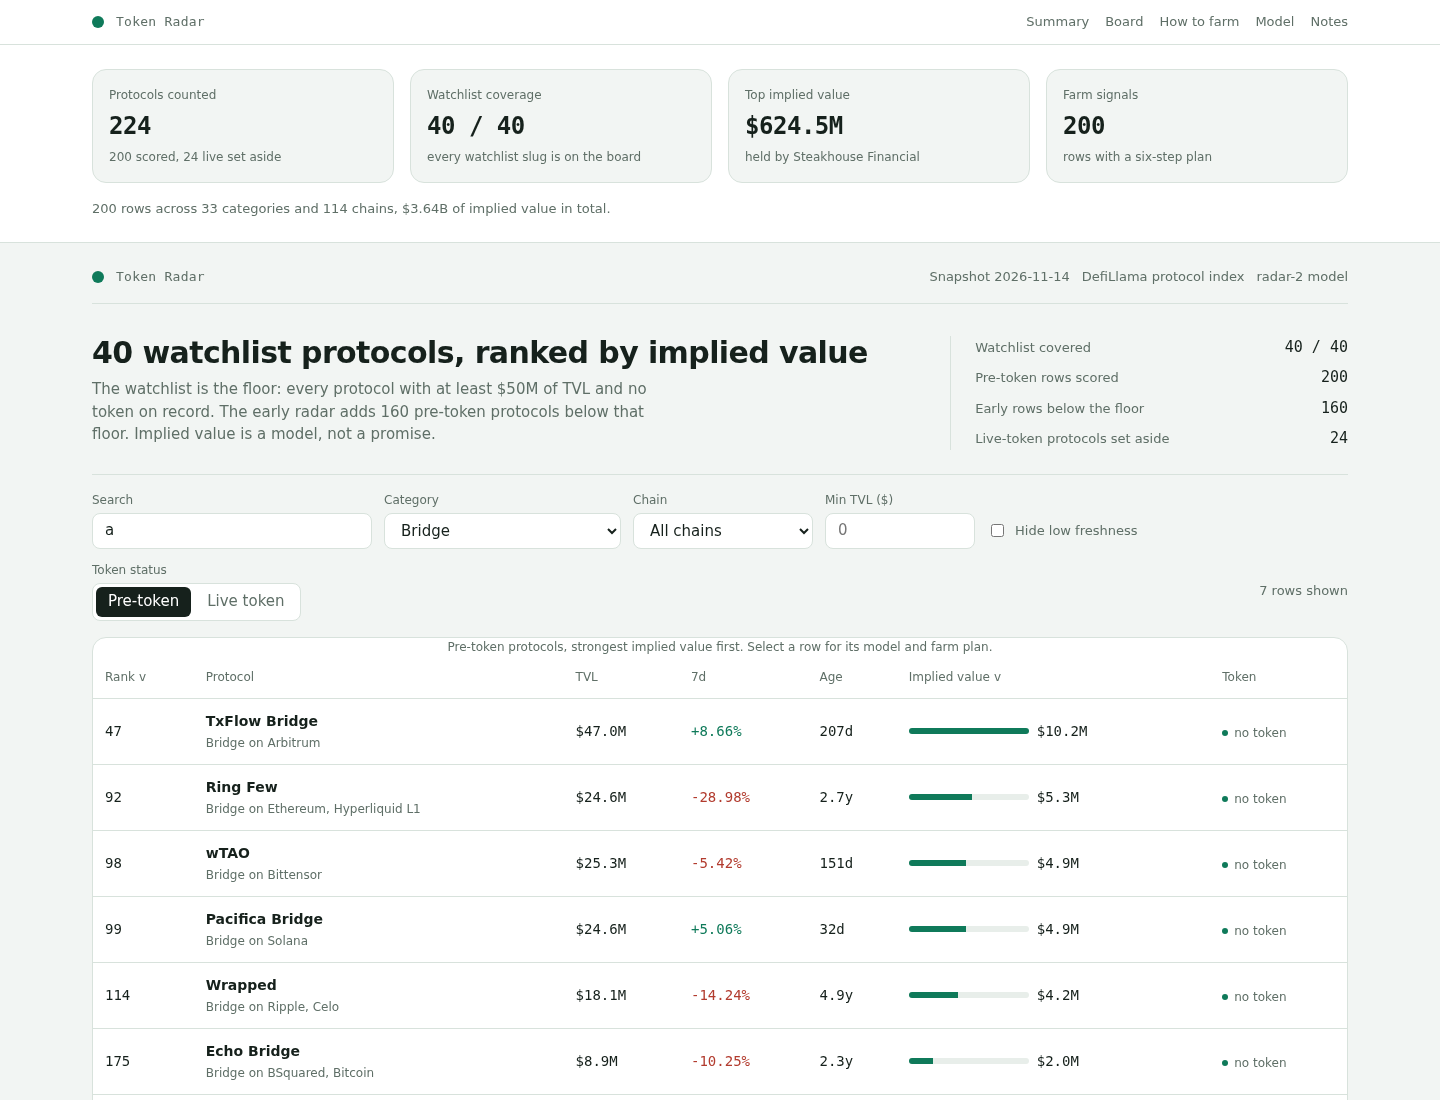 Token Radar
Summary Board How to farm Model Notes
Protocols counted
224
200 scored, 24 live set aside
Watchlist coverage
40 / 40
every watchlist slug is on the board
Top implied value
$624.5M
held by Steakhouse Financial
Farm signals
200
rows with a six-step plan
200 rows across 33 categories and 114 chains, $3.64B of implied value in total.
Token Radar
Snapshot 2026-11-14 DefiLlama protocol index radar-2 model
40 watchlist protocols, ranked by implied value
The watchlist is the floor: every protocol with at least $50M of TVL and no
token on record. The early radar adds 160 pre-token protocols below that
floor. Implied value is a model, not a promise.
Watchlist covered 40 / 40
Pre-token rows scored 200
Early rows below the floor 160
Live-token protocols set aside 24
Search
a
Category
Bridge
Chain
All chains
Min TVL ($)
0
Hide low freshness
Token status
Pre-token Live token
7 rows shown
Pre-token protocols, strongest implied value first. Select a row for its model and farm plan.
Rank v Protocol TVL 7d Age Implied value v Token
47 TxFlow Bridge $47.0M +8.66% 207d $10.2M no token
Bridge on Arbitrum
92 Ring Few $24.6M -28.98% 2.7y $5.3M no token
Bridge on Ethereum, Hyperliquid L1
98 wTAO $25.3M -5.42% 151d $4.9M no token
Bridge on Bittensor
99 Pacifica Bridge $24.6M +5.06% 32d $4.9M no token
Bridge on Solana
114 Wrapped $18.1M -14.24% 4.9y $4.2M no token
Bridge on Ripple, Celo
175 Echo Bridge $8.9M -10.25% 2.3y $2.0M no token
Bridge on BSquared, Bitcoin